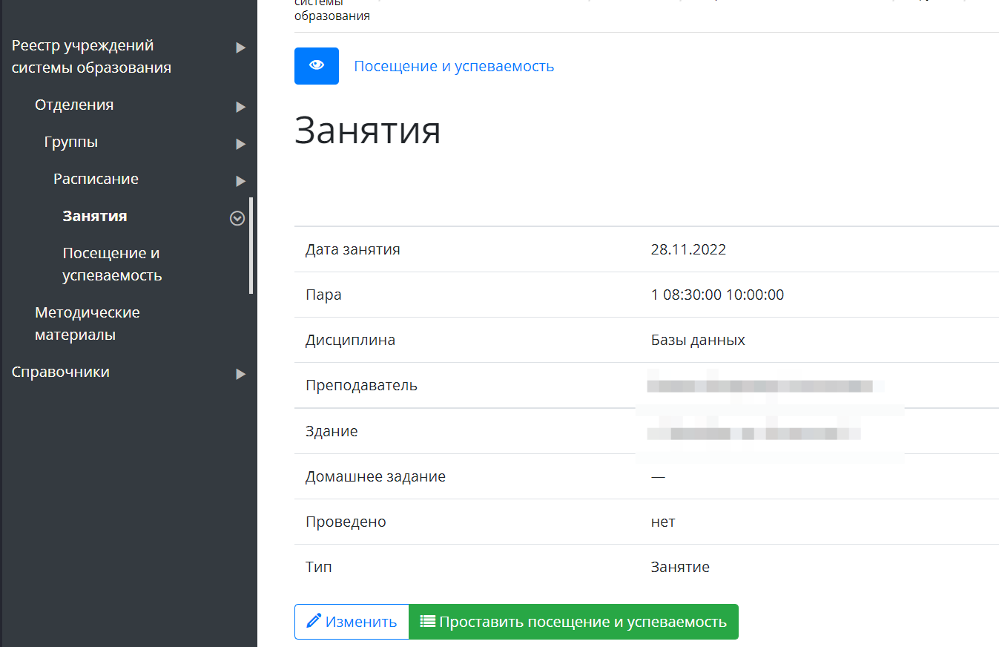 системы
образования
Реестр учреждений
системы образования
Отделения
Группы
Расписание
Занятия
Посещение и
успеваемость
Методические
материалы
Справочники
Посещение и успеваемость
Занятия
Дата занятия 28.11.2022
Пара 1 08:30:00 10:00:00
Дисциплина Базы данных
Преподаватель
Здание
Домашнее задание —
Проведено нет
Тип Занятие
Изменить Проставить посещение и успеваемость